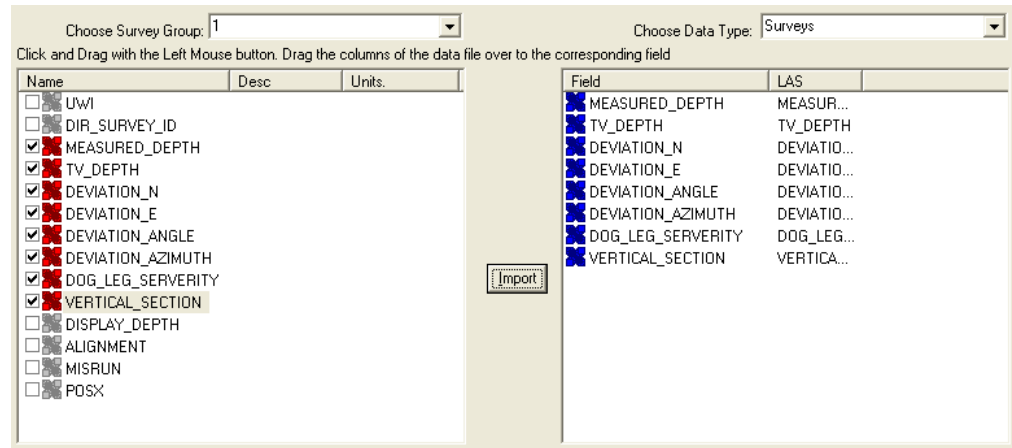 Choose Survey Group: 1
Choose Data Type: Surveys
Click and Drag with the Left Mouse button. Drag the columns of the data file over to the corresponding field
Name Desc Units.
UWI
DIR_SURVEY_ID
MEASURED_DEPTH
TV_DEPTH
DEVIATION_N
DEVIATION_E
DEVIATION_ANGLE
DEVIATION_AZIMUTH
DOG_LEG_SERVERITY
VERTICAL_SECTION
DISPLAY_DEPTH
ALIGNMENT
MISRUN
POSX
Import
Field LAS
MEASURED_DEPTH MEASUR...
TV_DEPTH TV_DEPTH
DEVIATION_N DEVIATIO...
DEVIATION_E DEVIATIO...
DEVIATION_ANGLE DEVIATIO...
DEVIATION_AZIMUTH DEVIATIO...
DOG_LEG_SERVERITY DOG_LEG...
VERTICAL_SECTION VERTICA...